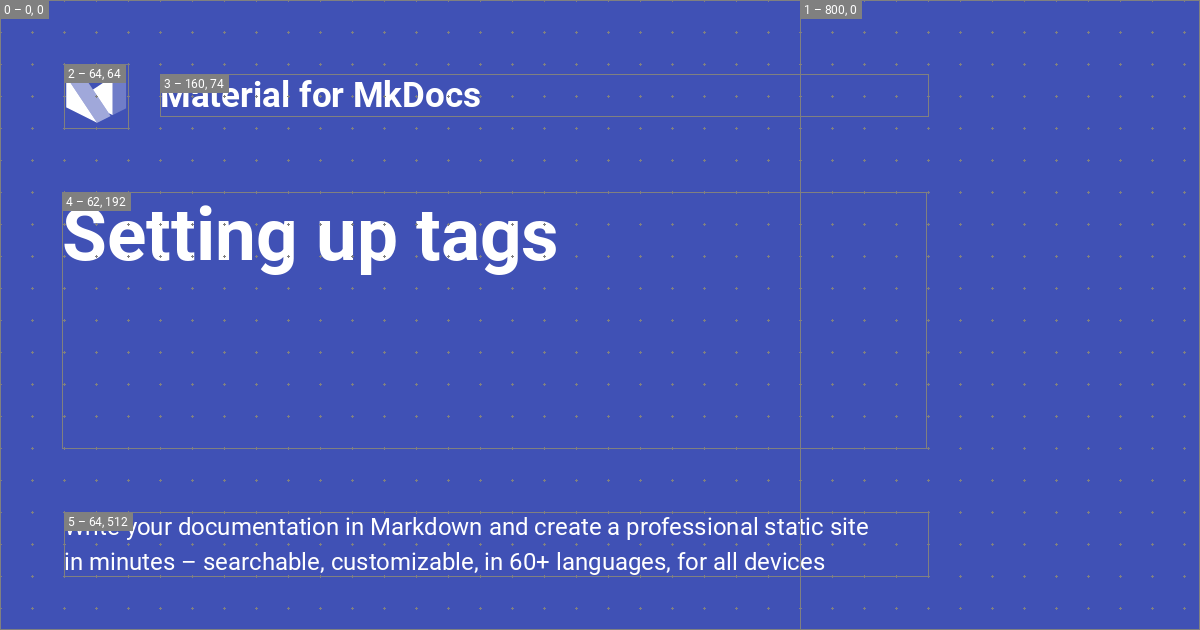 0 – 0, 0
1 – 800, 0
2 – 64, 64
3 – 160, 74
Material for MkDocs
4 – 62, 192
Setting up tags
5 – 64, 512
Write your documentation in Markdown and create a professional static site
in minutes – searchable, customizable, in 60+ languages, for all devices